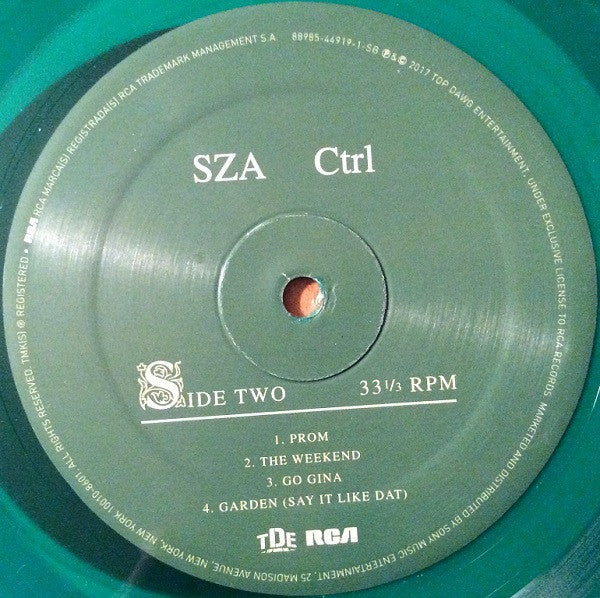 SZA Ctrl
SIDE TWO 33 1/3 RPM
1. PROM
2. THE WEEKEND
3. GO GINA
4. GARDEN (SAY IT LIKE DAT)
TDE RCA
TMK(S) ® REGISTERED • RCA MARCA(S) REGISTRADA(S) RCA TRADEMARK MANAGEMENT S.A. 88985-44919-1-SB ℗ & © 2017 TOP DAWG ENTERTAINMENT, UNDER EXCLUSIVE LICENSE TO RCA RECORDS. MARKETED AND DISTRIBUTED BY SONY MUSIC ENTERTAINMENT, 25 MADISON AVENUE, NEW YORK, NEW YORK 10010-8601. ALL RIGHTS RESERVED.